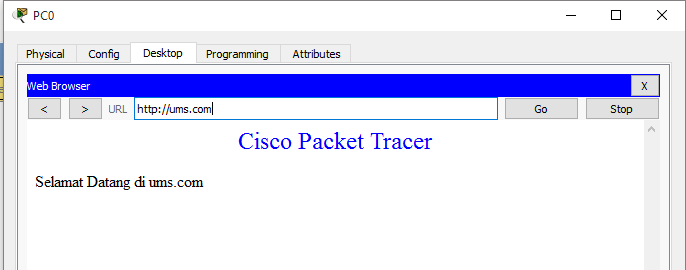 PC0
Physical Config Desktop Programming Attributes
Web Browser X
< > URL http://ums.com Go Stop
Cisco Packet Tracer
Selamat Datang di ums.com